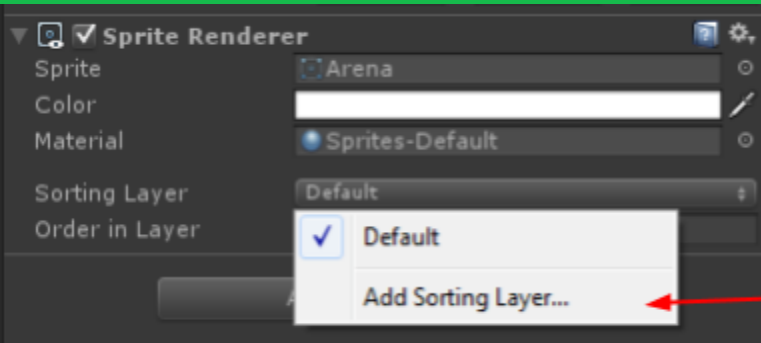 Sprite Renderer
Sprite Arena
Color
Material Sprites-Default
Sorting Layer Default
Order in Layer
Default
Add Sorting Layer...